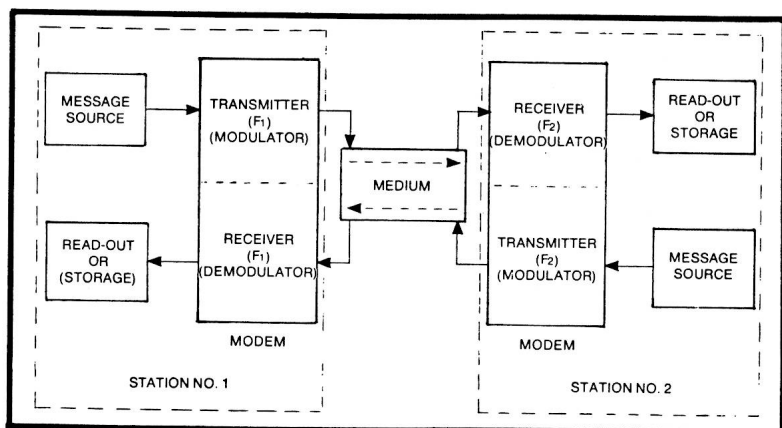 MESSAGE
SOURCE
TRANSMITTER
(F1)
(MODULATOR)
RECEIVER
(F1)
(DEMODULATOR)
READ-OUT
OR
(STORAGE)
MODEM
STATION NO. 1
MEDIUM
RECEIVER
(F2)
(DEMODULATOR)
READ-OUT
OR
STORAGE
TRANSMITTER
(F2)
(MODULATOR)
MESSAGE
SOURCE
MODEM
STATION NO. 2